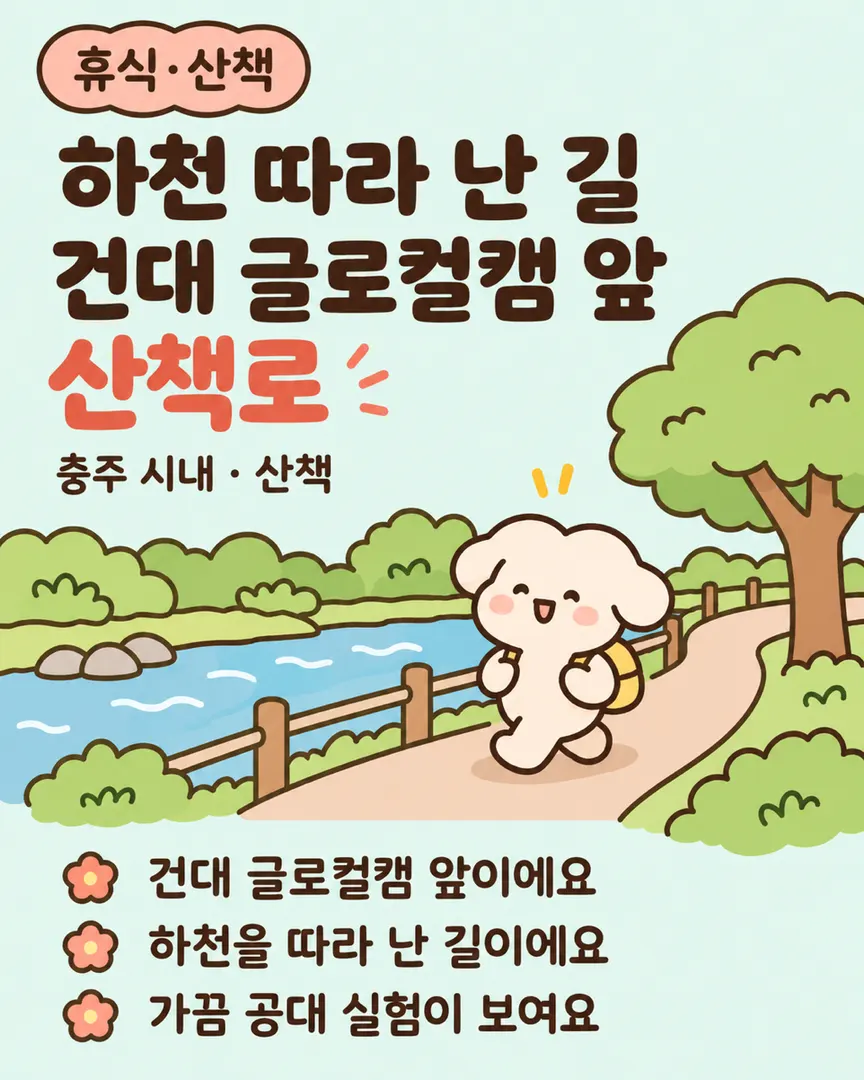 휴식·산책
하천 따라 난 길
건대 글로컬캠 앞
산책로
충주 시내 · 산책
건대 글로컬캠 앞이에요
하천을 따라 난 길이에요
가끔 공대 실험이 보여요